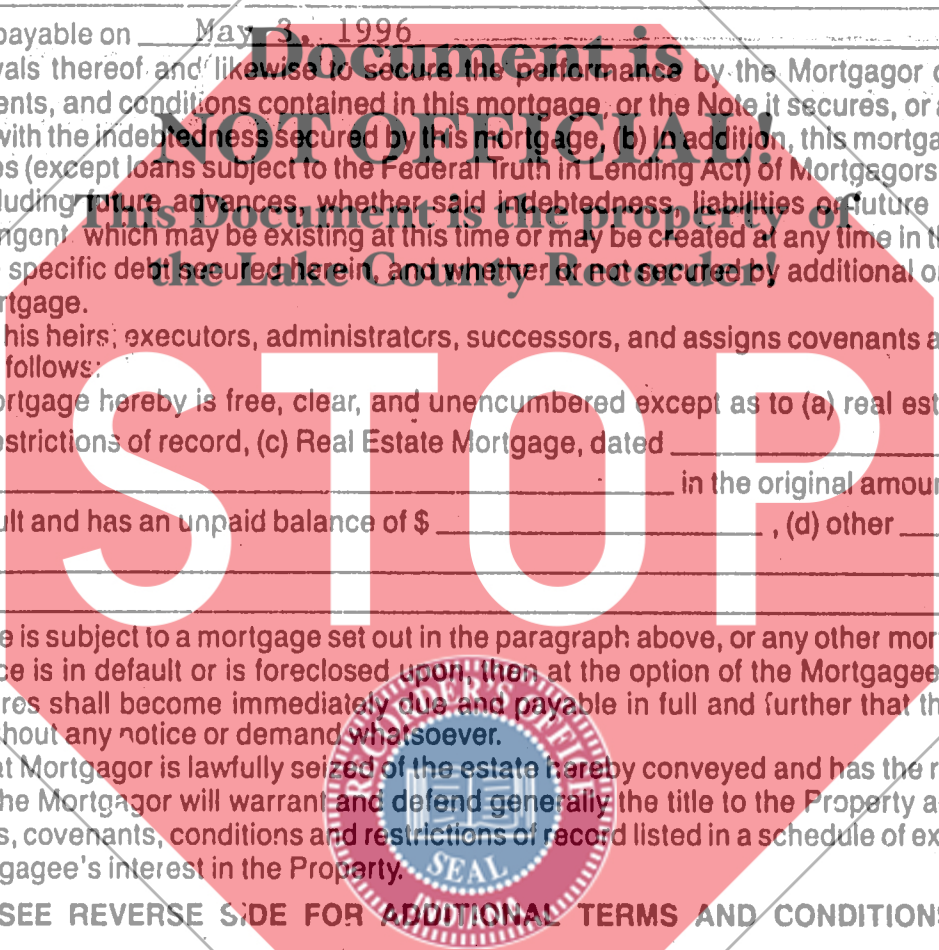 payable on May 3, 1996
Document is
vals thereof and likewise to secure the performance by the Mortgagor
ents, and conditions contained in this mortgage, or the Note it secures, or
NOT OFFICIAL!
with the indebtedness secured by this mortgage, (b) In addition, this mortga
s (except loans subject to the Federal Truth in Lending Act) of Mortgagors
luding future advances, whether said indebtedness, liabilities or future
This Document is the property of
ngent, which may be existing at this time or may be created at any time in th
the Lake County Recorder!
specific debt secured herein, and whether or not secured by additional or
rtgage.
his heirs, executors, administrators, successors, and assigns covenants a
follows:
STOP
ortgage hereby is free, clear, and unencumbered except as to (a) real est
estrictions of record, (c) Real Estate Mortgage, dated
in the original amour
ult and has an unpaid balance of $ , (d) other
e is subject to a mortgage set out in the paragraph above, or any other mor
ce is in default or is foreclosed upon, then at the option of the Mortgagee
res shall become immediately due and payable in full and further that th
hout any notice or demand whatsoever.
at Mortgagor is lawfully seized of the estate hereby conveyed and has the r
he Mortgagor will warrant and defend generally the title to the Property a
s, covenants, conditions and restrictions of record listed in a schedule of ex
gagee's interest in the Property.
RECORDER'S OFFICE
SEAL
SEE REVERSE SIDE FOR ADDITIONAL TERMS AND CONDITIONS